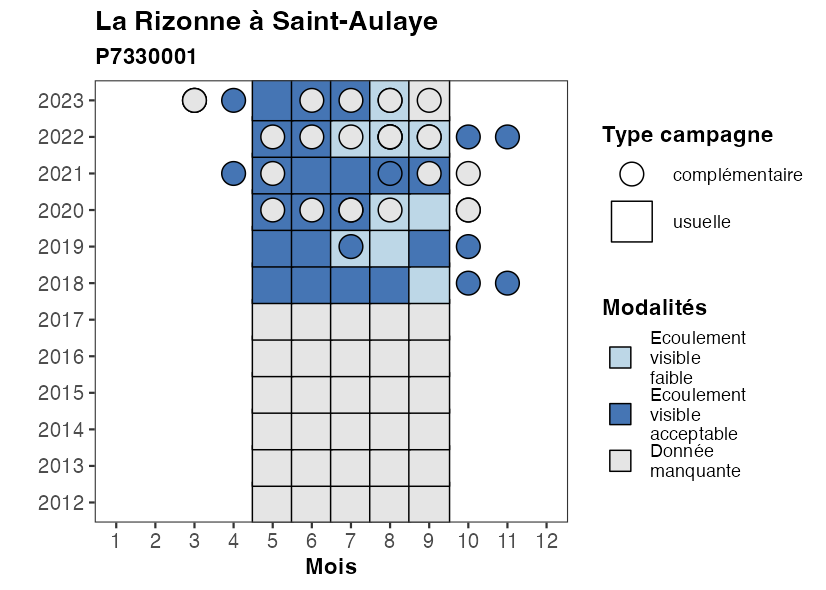 La Rizonne à Saint-Aulaye
P7330001
2023
2022
2021
2020
2019
2018
2017
2016
2015
2014
2013
2012
1 2 3 4 5 6 7 8 9 10 11 12
Mois
Type campagne
complémentaire
usuelle
Modalités
Ecoulement
visible
faible
Ecoulement
visible
acceptable
Donnée
manquante